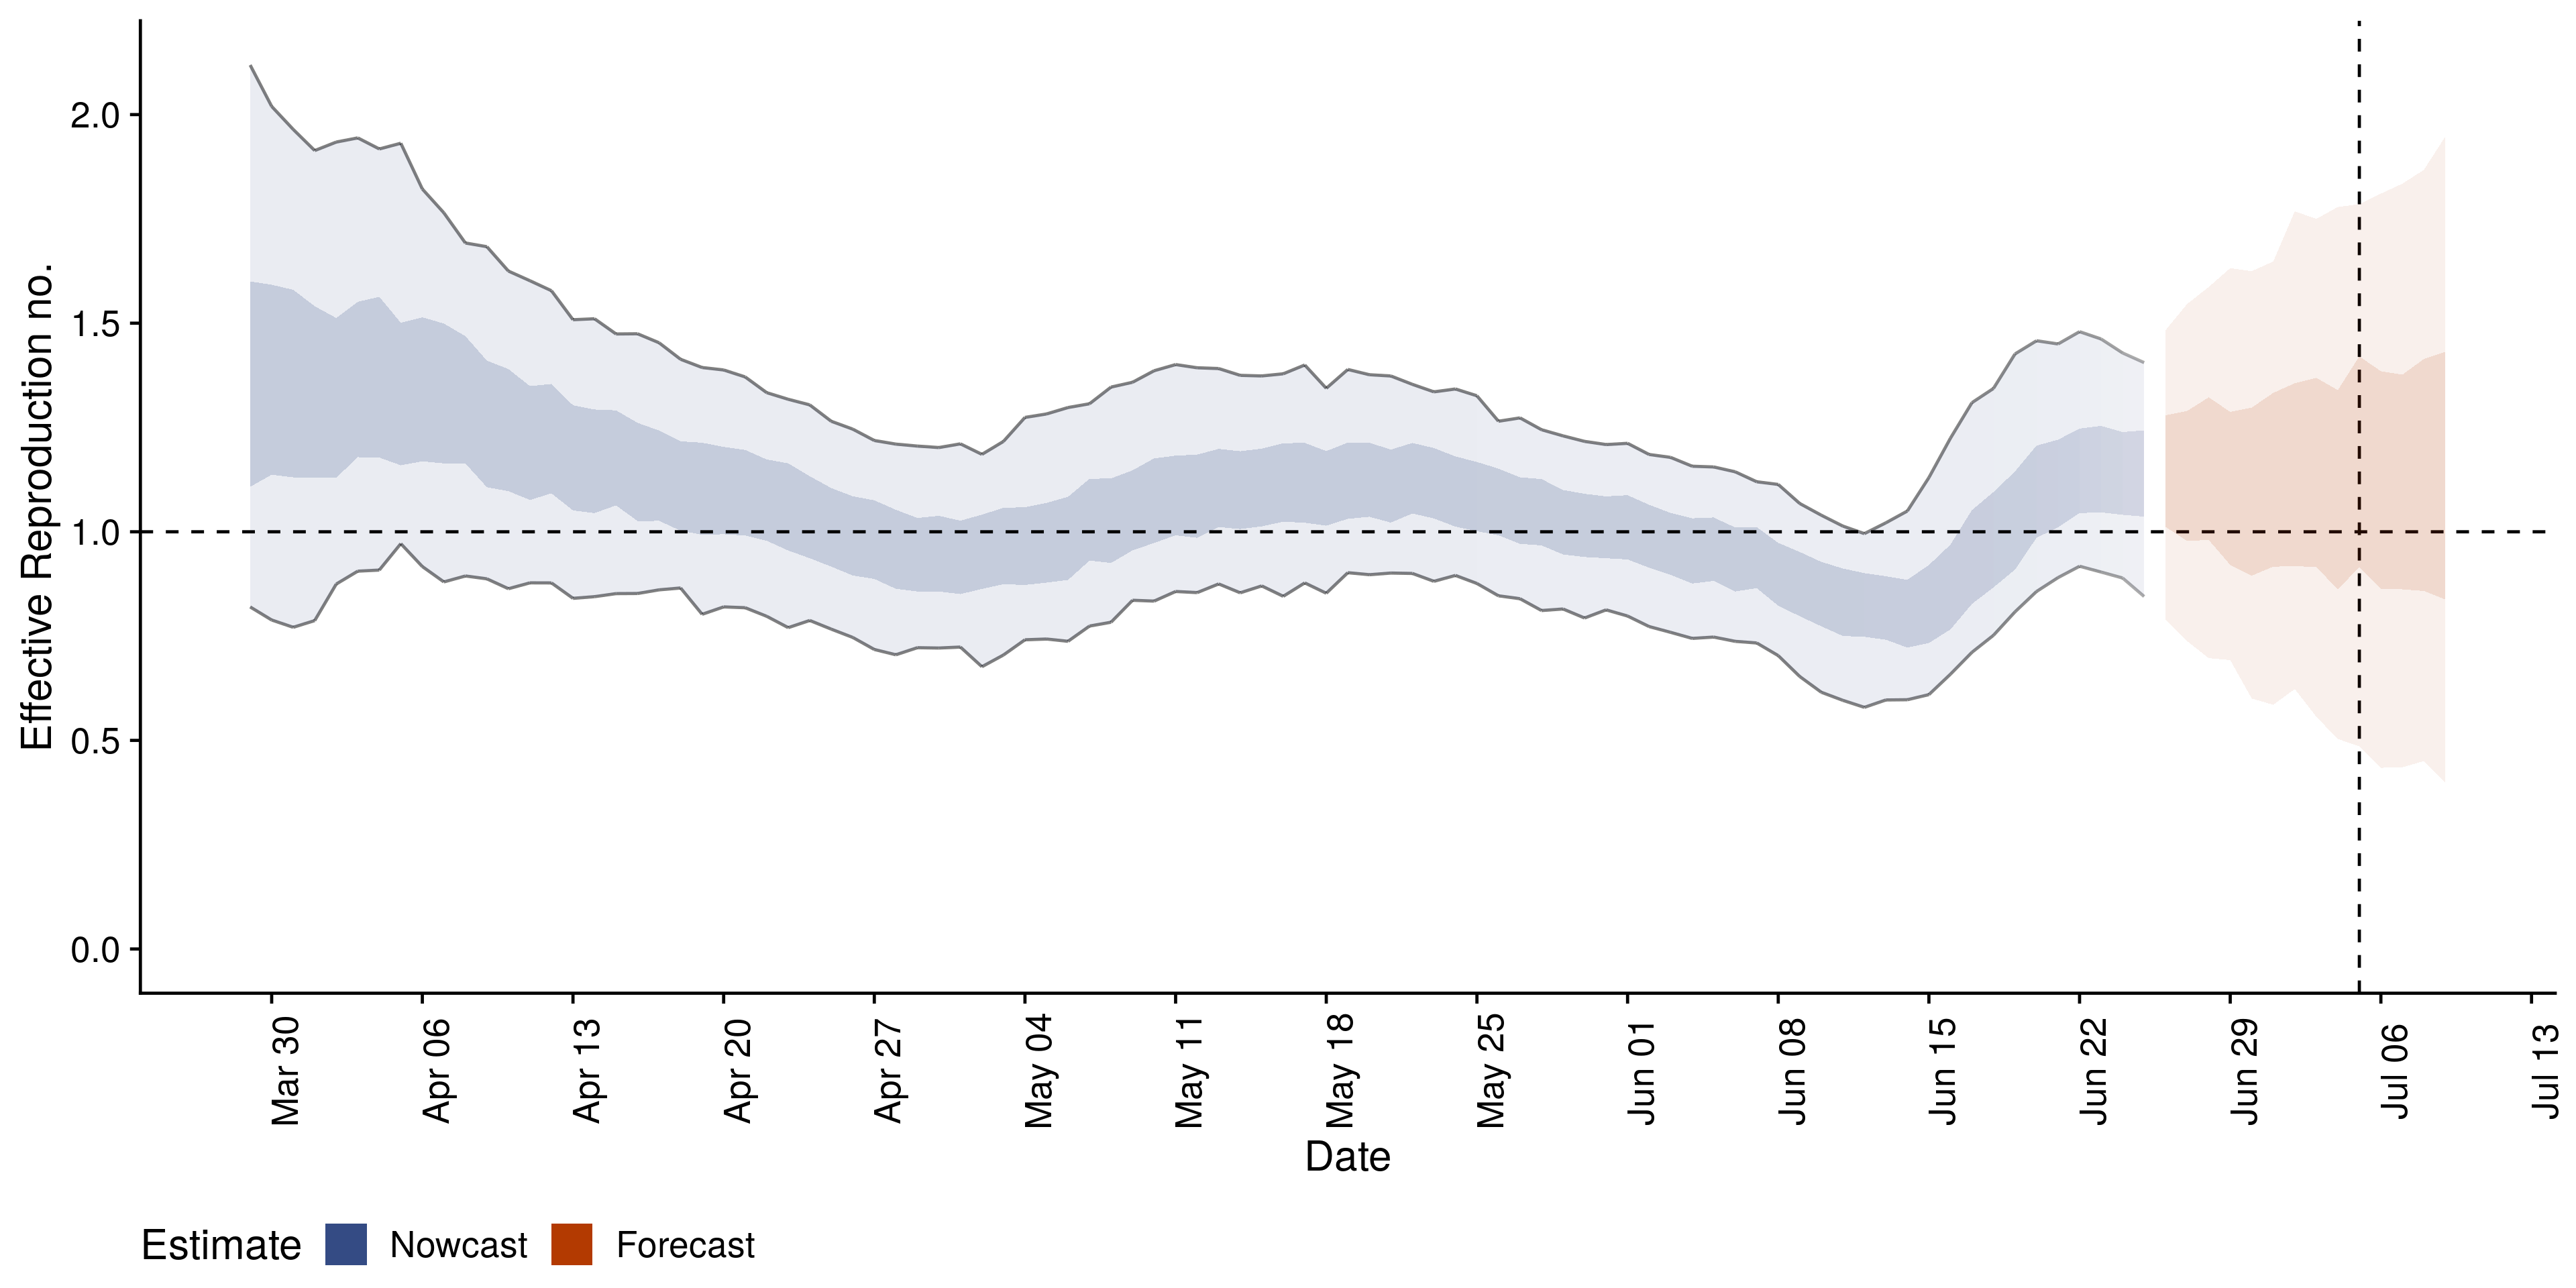 Effective Reproduction no.
2.0
1.5
1.0
0.5
0.0
Mar 30
Apr 06
Apr 13
Apr 20
Apr 27
May 04
May 11
May 18
May 25
Jun 01
Jun 08
Jun 15
Jun 22
Jun 29
Jul 06
Jul 13
Date
Estimate Nowcast Forecast